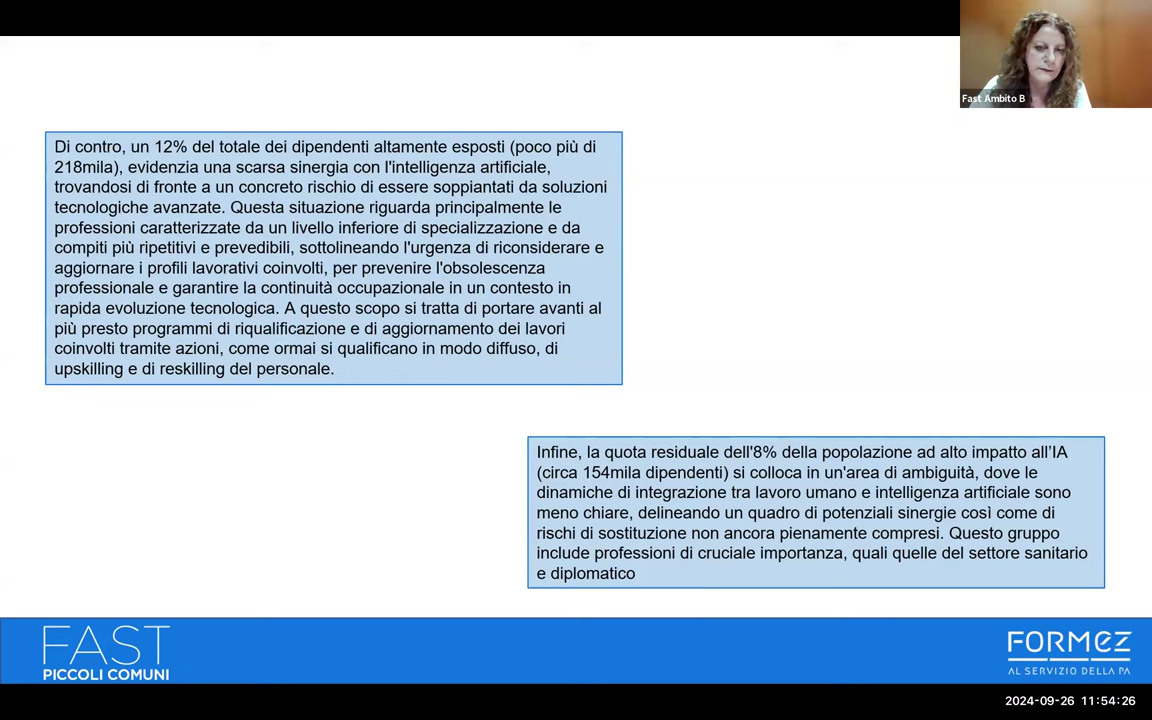 Fast Ambito B
Di contro, un 12% del totale dei dipendenti altamente esposti (poco più di
218mila), evidenzia una scarsa sinergia con l'intelligenza artificiale,
trovandosi di fronte a un concreto rischio di essere soppiantati da soluzioni
tecnologiche avanzate. Questa situazione riguarda principalmente le
professioni caratterizzate da un livello inferiore di specializzazione e da
compiti più ripetitivi e prevedibili, sottolineando l'urgenza di riconsiderare e
aggiornare i profili lavorativi coinvolti, per prevenire l'obsolescenza
professionale e garantire la continuità occupazionale in un contesto in
rapida evoluzione tecnologica. A questo scopo si tratta di portare avanti al
più presto programmi di riqualificazione e di aggiornamento dei lavori
coinvolti tramite azioni, come ormai si qualificano in modo diffuso, di
upskilling e di reskilling del personale.
Infine, la quota residuale dell'8% della popolazione ad alto impatto all'IA
(circa 154mila dipendenti) si colloca in un'area di ambiguità, dove le
dinamiche di integrazione tra lavoro umano e intelligenza artificiale sono
meno chiare, delineando un quadro di potenziali sinergie così come di
rischi di sostituzione non ancora pienamente compresi. Questo gruppo
include professioni di cruciale importanza, quali quelle del settore sanitario
e diplomatico
FAST
PICCOLI COMUNI
FORMEZ
AL SERVIZIO DELLA PA
2024-09-26 11:54:26